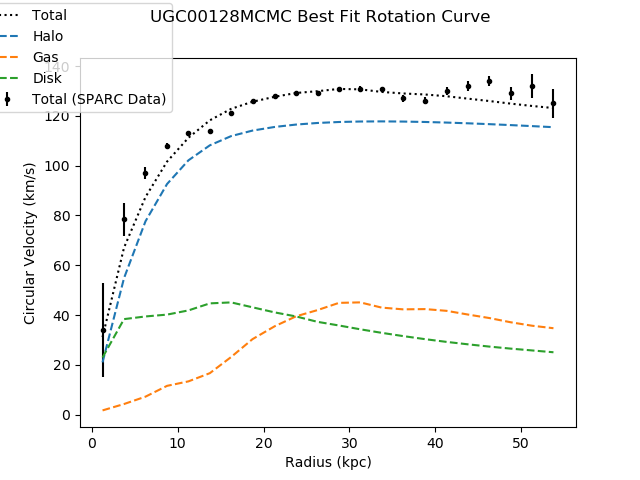 UGC00128MCMC Best Fit Rotation Curve
Total
Halo
Gas
Disk
Total (SPARC Data)
140
120
100
80
60
40
20
0
Circular Velocity (km/s)
0 10 20 30 40 50
Radius (kpc)